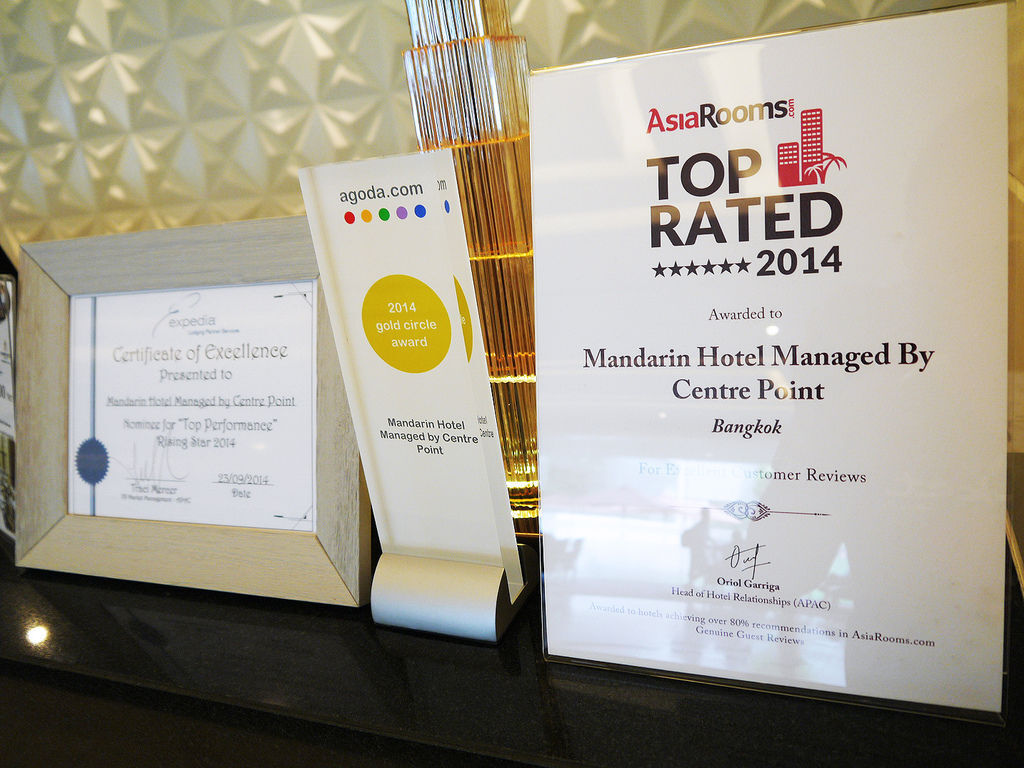 expedia
Lodging Partner Services
Certificate of Excellence
Presented to
Mandarin Hotel Managed by Centre Point
Nominee for "Top Performance"
Rising Star 2014
23/09/2014
Date
agoda.com
2014
gold circle
award
Mandarin Hotel
Managed by Centre
Point
AsiaRooms.com
TOP
RATED
2014
Awarded to
Mandarin Hotel Managed By
Centre Point
Bangkok
For Excellent Customer Reviews
Oriol Garriga
Head of Hotel Relationships (APAC)
Awarded to hotels achieving over 80% recommendations in AsiaRooms.com
Genuine Guest Reviews